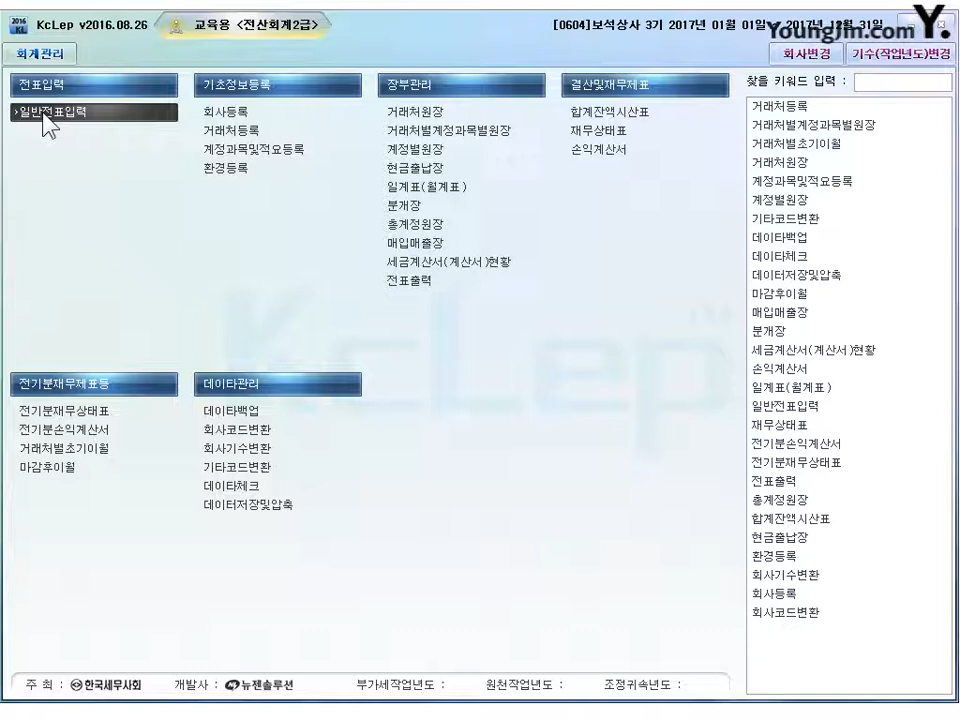 2016 KL KcLep v2016.08.26 교육용 <전산회계2급> [0604]보석상사 3기 2017년 01월 01일~ 2017년 12월 31일
Youngjin.com Y.
회계관리 회사변경 기수(작업년도)변경
전표입력 기초정보등록 장부관리 결산및재무제표 찾을 키워드 입력 :
›일반전표입력
회사등록
거래처등록
계정과목및적요등록
환경등록
거래처원장
거래처별계정과목별원장
계정별원장
현금출납장
일계표(월계표)
분개장
총계정원장
매입매출장
세금계산서(계산서)현황
전표출력
합계잔액시산표
재무상태표
손익계산서
KcLep
전기분재무제표등 데이타관리
전기분재무상태표
전기분손익계산서
거래처별초기이월
마감후이월
데이타백업
회사코드변환
회사기수변환
기타코드변환
데이타체크
데이터저장및압축
거래처등록
거래처별계정과목별원장
거래처별초기이월
거래처원장
계정과목및적요등록
계정별원장
기타코드변환
데이타백업
데이타체크
데이터저장및압축
마감후이월
매입매출장
분개장
세금계산서(계산서)현황
손익계산서
일계표(월계표)
일반전표입력
재무상태표
전기분손익계산서
전기분재무상태표
전표출력
총계정원장
합계잔액시산표
현금출납장
환경등록
회사기수변환
회사등록
회사코드변환
주 최 : 한국세무사회 개발사 : 뉴젠솔루션 부가세작업년도 : 원천작업년도 : 조정귀속년도 :